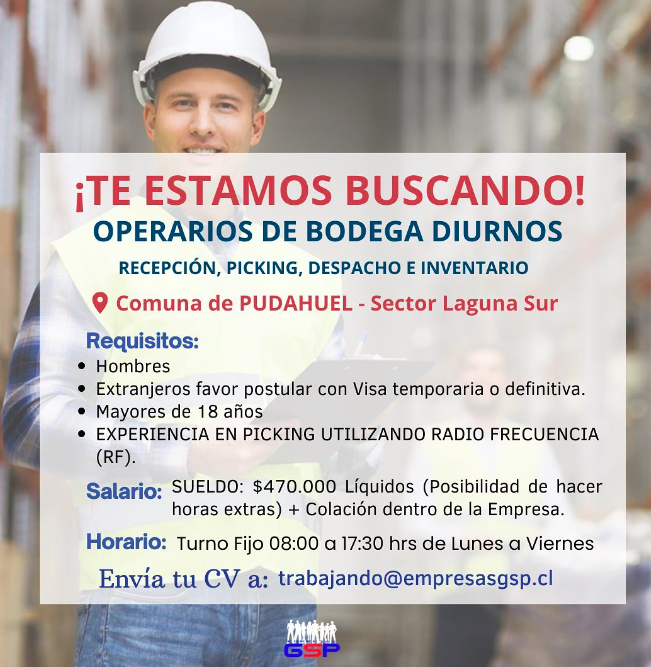 ¡TE ESTAMOS BUSCANDO!
OPERARIOS DE BODEGA DIURNOS
RECEPCIÓN, PICKING, DESPACHO E INVENTARIO
Comuna de PUDAHUEL - Sector Laguna Sur
Requisitos:
• Hombres
• Extranjeros favor postular con Visa temporaria o definitiva.
• Mayores de 18 años
• EXPERIENCIA EN PICKING UTILIZANDO RADIO FRECUENCIA
(RF).
Salario: SUELDO: $470.000 Líquidos (Posibilidad de hacer
horas extras) + Colación dentro de la Empresa.
Horario: Turno Fijo 08:00 a 17:30 hrs de Lunes a Viernes
Envía tu CV a: trabajando@empresasgsp.cl
GSP